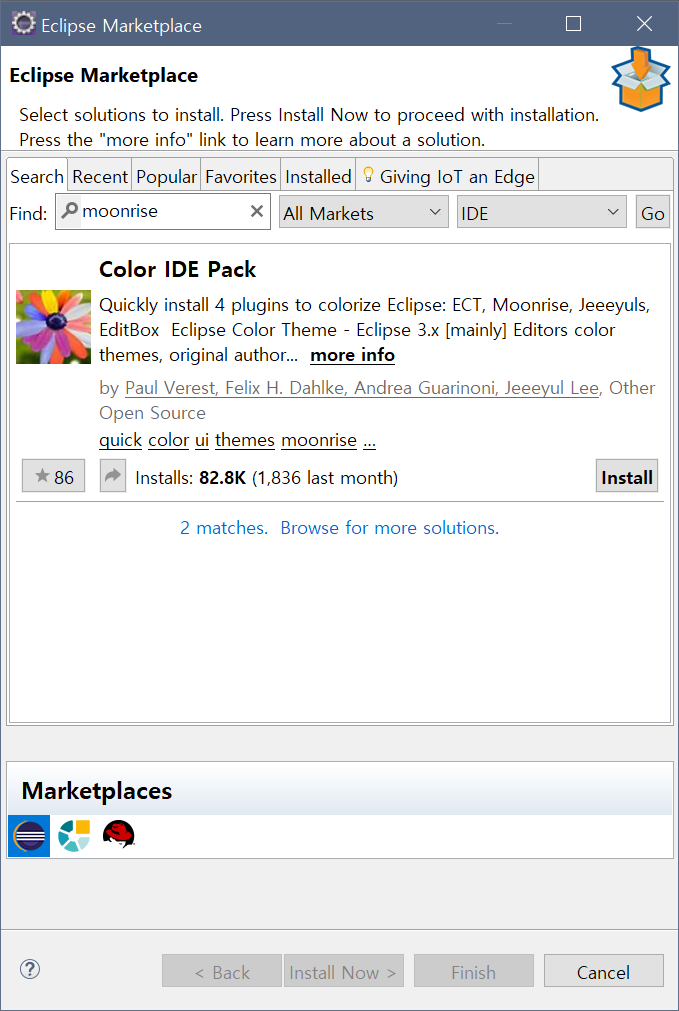 Eclipse Marketplace
Eclipse Marketplace
Select solutions to install. Press Install Now to proceed with installation.
Press the "more info" link to learn more about a solution.
Search Recent Popular Favorites Installed Giving IoT an Edge
Find: moonrise All Markets IDE Go
Color IDE Pack
Quickly install 4 plugins to colorize Eclipse: ECT, Moonrise, Jeeeyuls,
EditBox Eclipse Color Theme - Eclipse 3.x [mainly] Editors color
themes, original author... more info
by Paul Verest, Felix H. Dahlke, Andrea Guarinoni, Jeeeyul Lee, Other
Open Source
quick color ui themes moonrise ...
86 Installs: 82.8K (1,836 last month) Install
2 matches. Browse for more solutions.
Marketplaces
? < Back Install Now > Finish Cancel